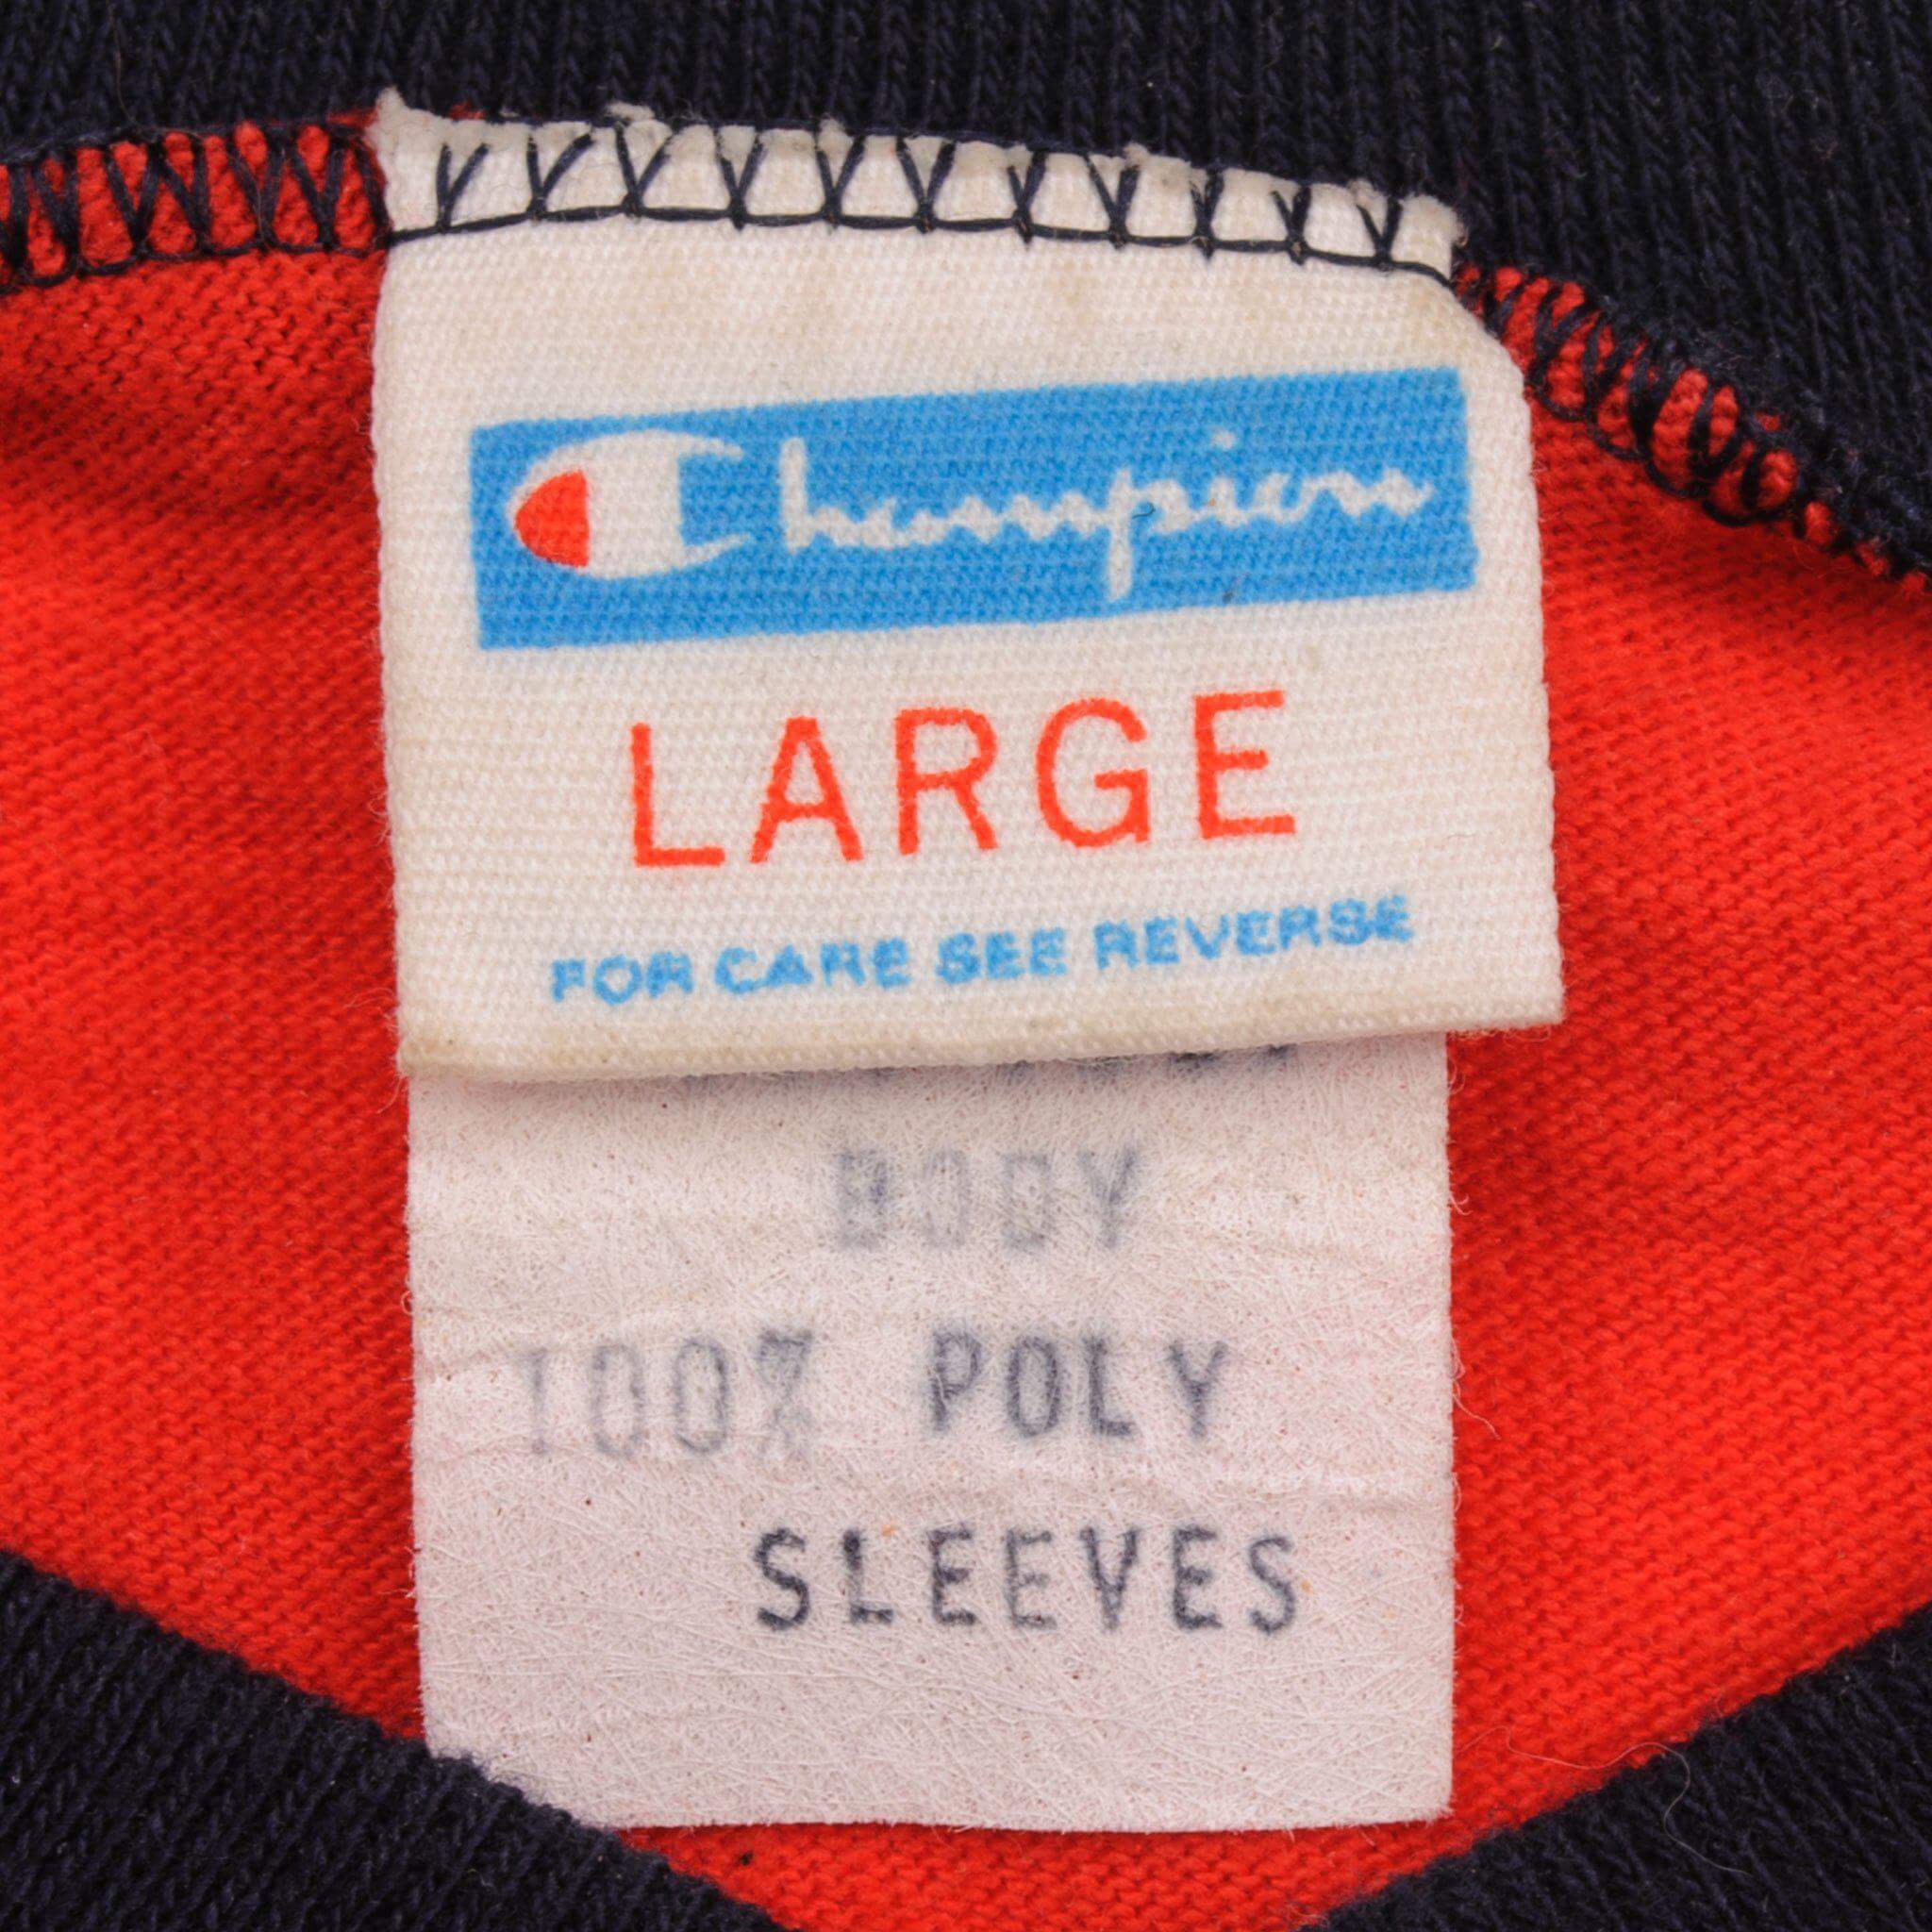 Champion
LARGE
FOR CARE SEE REVERSE
BODY
100% POLY
SLEEVES